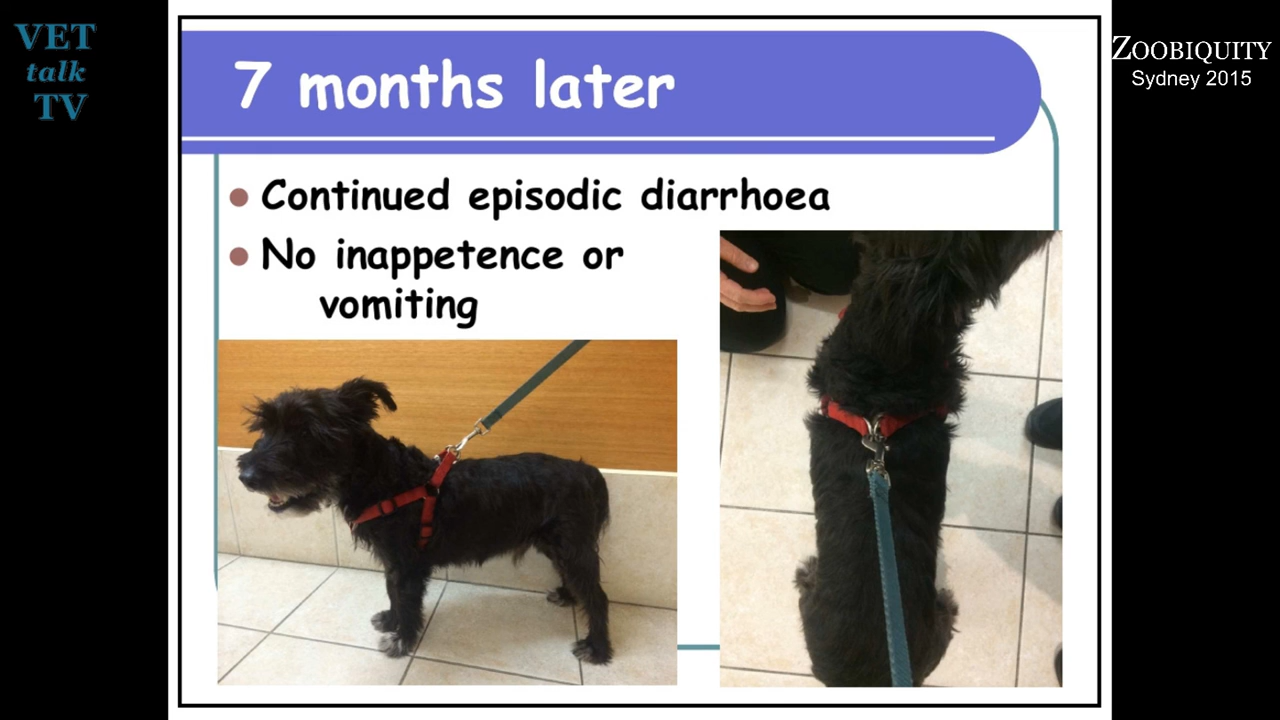 VET
talk
TV
7 months later
Continued episodic diarrhoea
No inappetence or
vomiting
ZOOBIQUITY
Sydney 2015